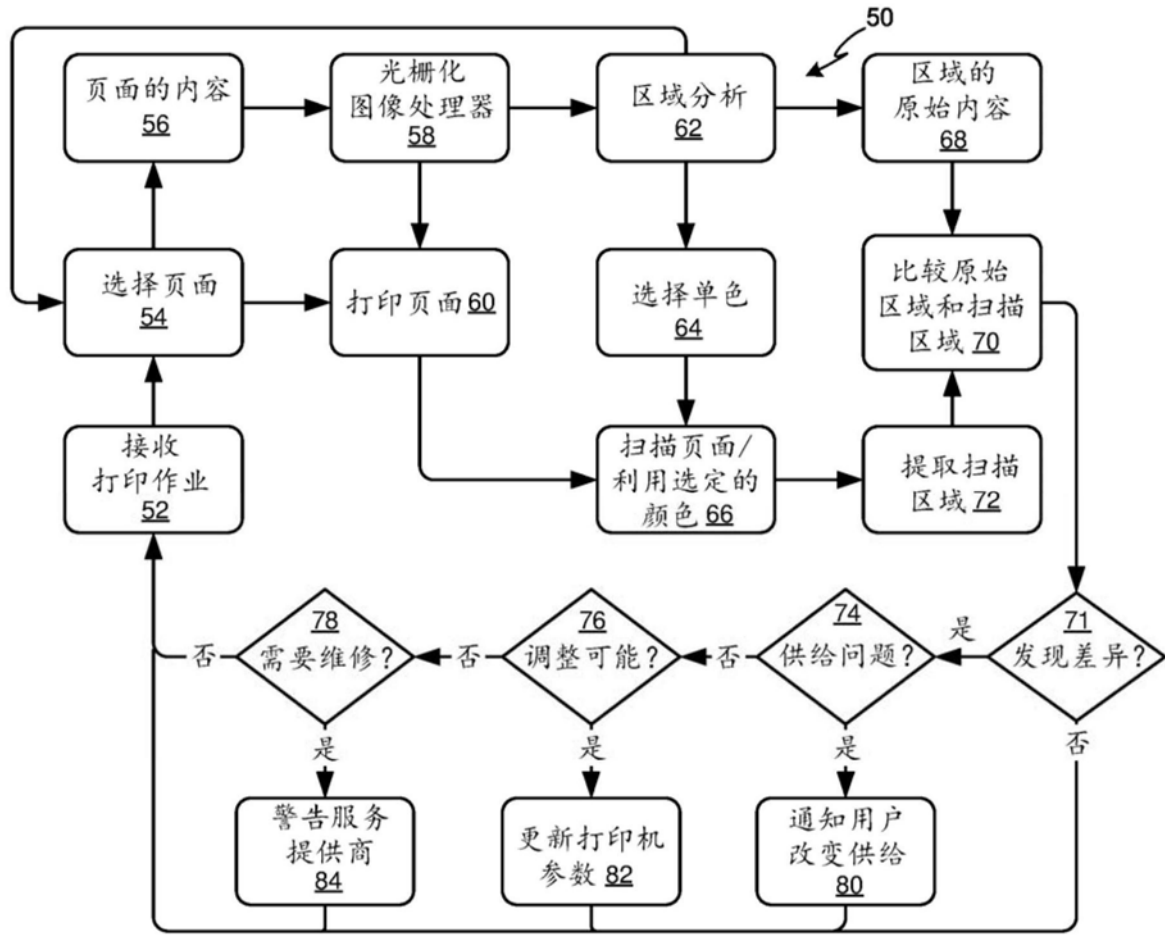 50
页面的内容
56
光栅化
图像处理器
58
区域分析
62
区域的
原始内容
68
选择页面
54
打印页面 60
选择单色
64
比较原始
区域和扫描
区域 70
接收
打印作业
52
扫描页面/
利用选定的
颜色 66
提取扫描
区域 72
78
需要维修?
76
调整可能?
74
供给问题?
71
发现差异?
否
否
否
是
是
是
是
否
警告服务
提供商
84
更新打印机
参数 82
通知用户
改变供给
80